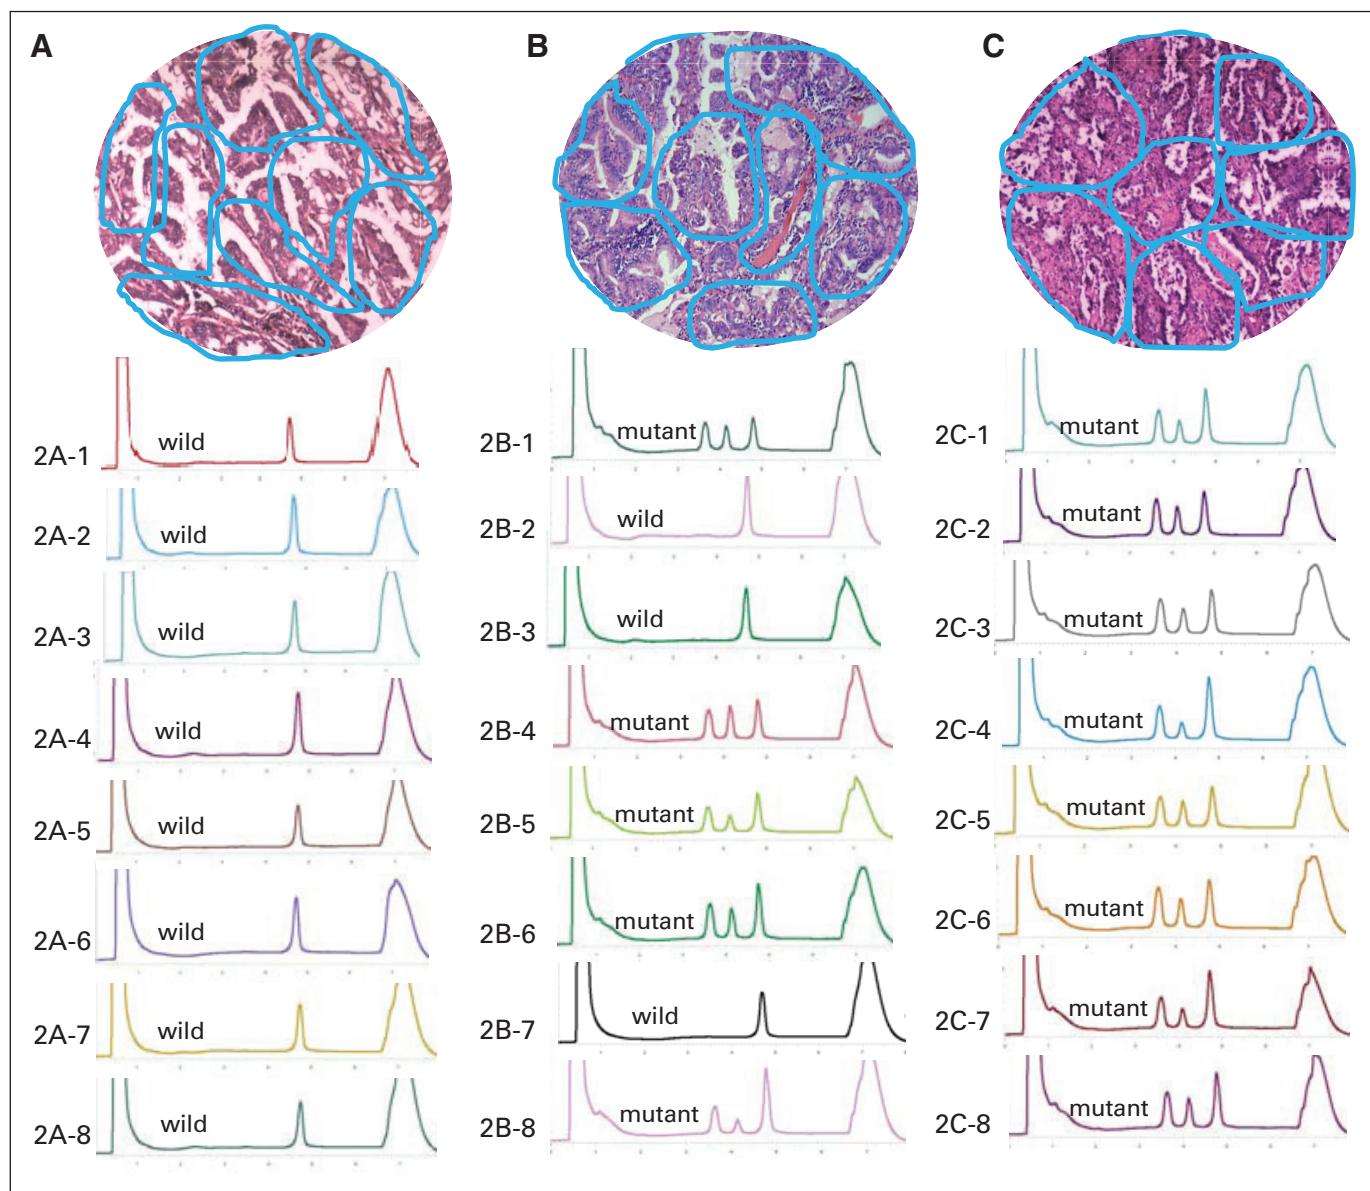 A
B
C
2A-1
wild
2A-2
wild
2A-3
wild
2A-4
wild
2A-5
wild
2A-6
wild
2A-7
wild
2A-8
wild
2B-1
mutant
2B-2
wild
2B-3
wild
2B-4
mutant
2B-5
mutant
2B-6
mutant
2B-7
wild
2B-8
mutant
2C-1
mutant
2C-2
mutant
2C-3
mutant
2C-4
mutant
2C-5
mutant
2C-6
mutant
2C-7
mutant
2C-8
mutant